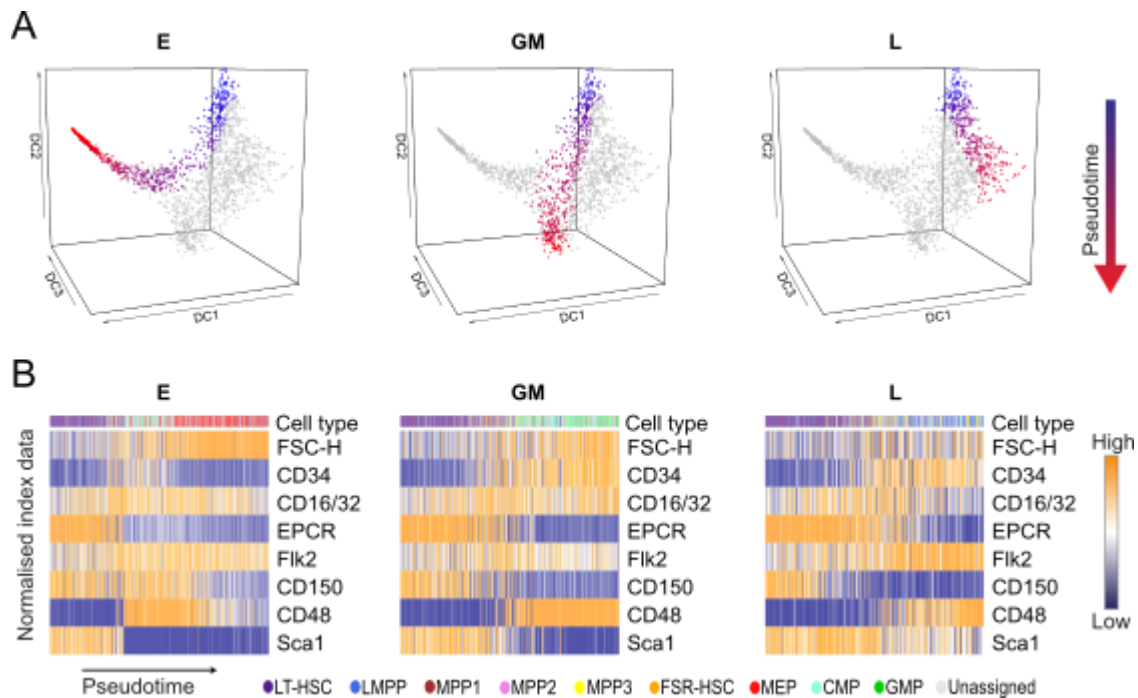 A
E GM L
DC2 DC3 DC1
DC2 DC3 DC1
DC2 DC3 DC1
Pseudotime
B
E GM L
Normalised index data
Cell type
FSC-H
CD34
CD16/32
EPCR
Flk2
CD150
CD48
Sca1
Cell type
FSC-H
CD34
CD16/32
EPCR
Flk2
CD150
CD48
Sca1
Cell type
FSC-H
CD34
CD16/32
EPCR
Flk2
CD150
CD48
Sca1
High
Low
Pseudotime
LT-HSC LMPP MPP1 MPP2 MPP3 FSR-HSC MEP CMP GMP Unassigned